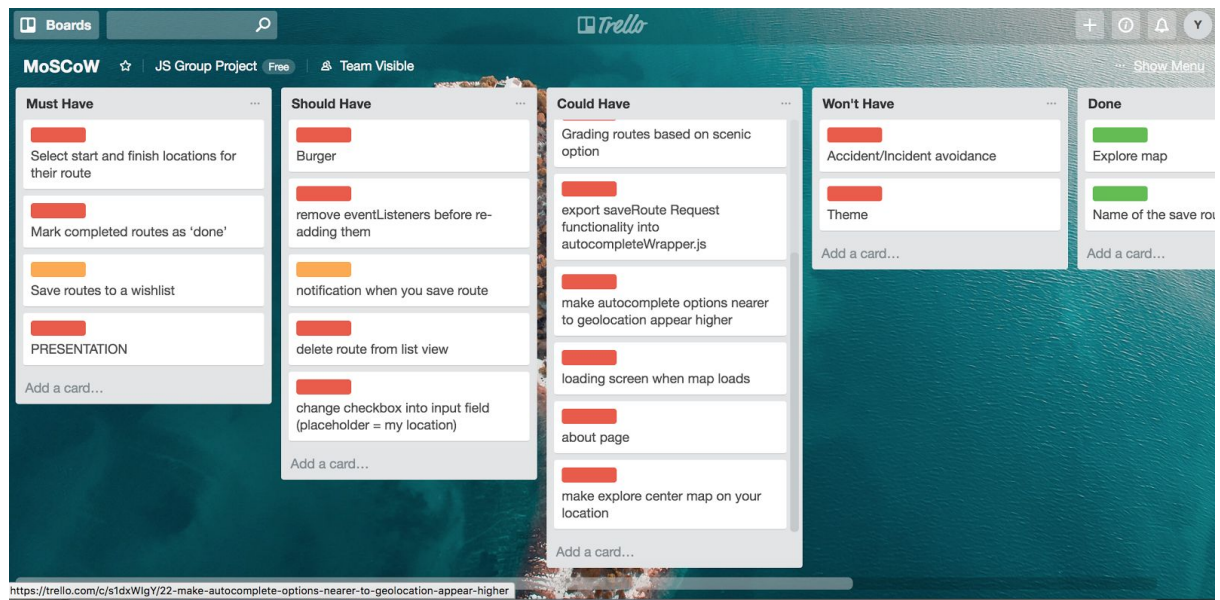 Boards
Trello
Y
MoSCoW
JS Group Project
Free
Team Visible
... Show Menu
Must Have
Select start and finish locations for
their route
Mark completed routes as ‘done’
Save routes to a wishlist
PRESENTATION
Add a card...
Should Have
Burger
remove eventListeners before re-
adding them
notification when you save route
delete route from list view
change checkbox into input field
(placeholder = my location)
Add a card...
Could Have
Grading routes based on scenic
option
export saveRoute Request
functionality into
autocompleteWrapper.js
make autocomplete options nearer
to geolocation appear higher
loading screen when map loads
about page
make explore center map on your
location
Add a card...
Won't Have
Accident/Incident avoidance
Theme
Add a card...
Done
Explore map
Name of the save
Add a card...
https://trello.com/c/s1dxWIgY/22-make-autocomplete-options-nearer-to-geolocation-appear-higher